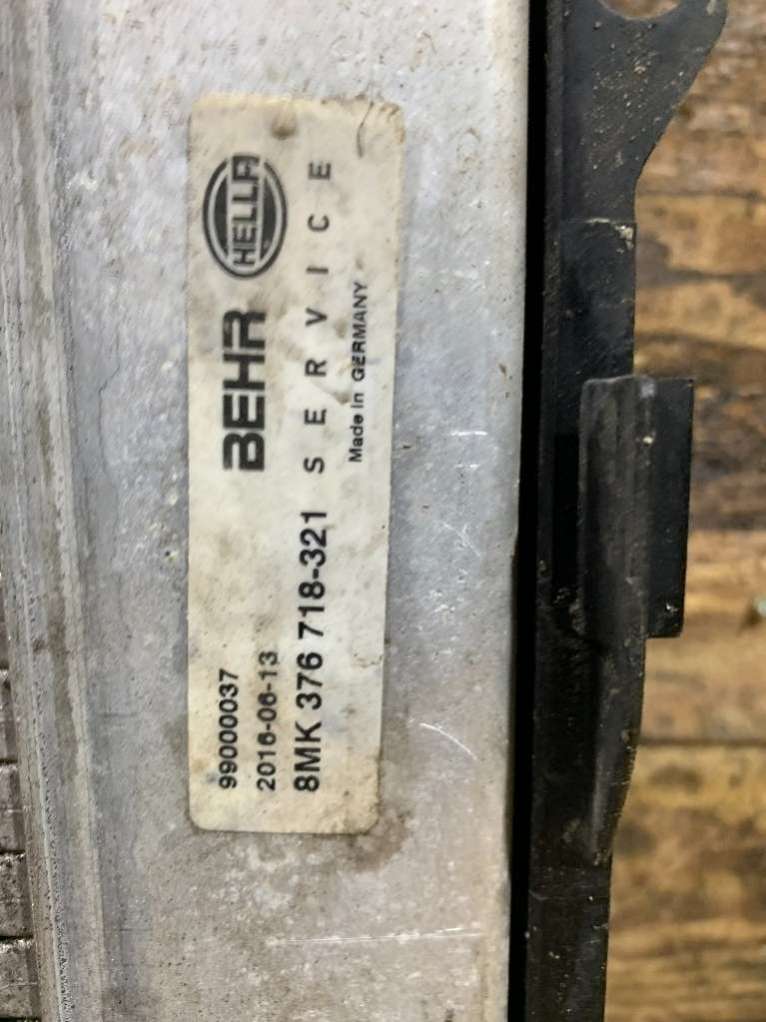 BEHR HELLA
SERVICE
Made in GERMANY
99000037
2016-06-13
8MK 376 718-321